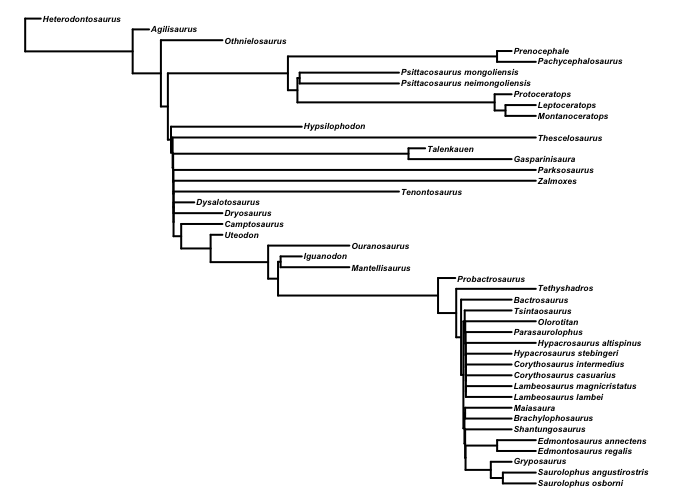 Heterodontosaurus
Agilisaurus
Othnielosaurus
Prenocephale
Pachycephalosaurus
Psittacosaurus mongoliensis
Psittacosaurus neimongoliensis
Protoceratops
Leptoceratops
Montanoceratops
Hypsilophodon
Thescelosaurus
Talenkauen
Gasparinisaura
Parksosaurus
Zalmoxes
Tenontosaurus
Dysalotosaurus
Dryosaurus
Camptosaurus
Uteodon
Ouranosaurus
Iguanodon
Mantellisaurus
Probactrosaurus
Tethyshadros
Bactrosaurus
Tsintaosaurus
Olorotitan
Parasaurolophus
Hypacrosaurus altispinus
Hypacrosaurus stebingeri
Corythosaurus intermedius
Corythosaurus casuarius
Lambeosaurus magnicristatus
Lambeosaurus lambei
Maiasaura
Brachylophosaurus
Shantungosaurus
Edmontosaurus annectens
Edmontosaurus regalis
Gryposaurus
Saurolophus angustirostris
Saurolophus osborni